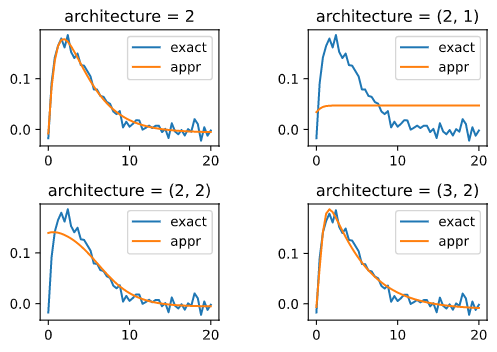 architecture = 2
exact
appr
0.1
0.0
0
10
20
architecture = (2, 1)
exact
appr
0.1
0.0
0
10
20
architecture = (2, 2)
exact
appr
0.1
0.0
0
10
20
architecture = (3, 2)
exact
appr
0.1
0.0
0
10
20